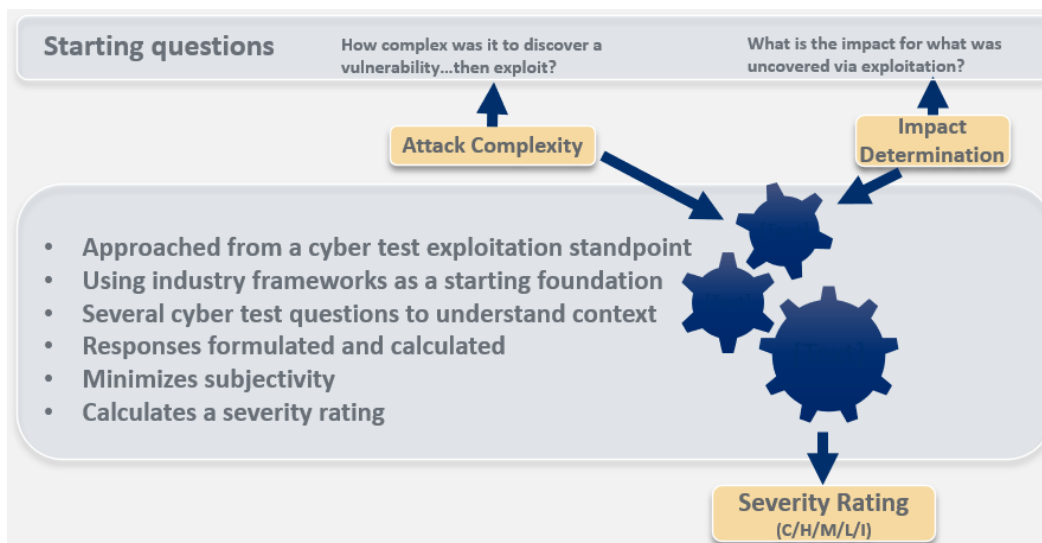 Starting questions
How complex was it to discover a
vulnerability...then exploit?
What is the impact for what was
uncovered via exploitation?
Attack Complexity
Impact
Determination
• Approached from a cyber test exploitation standpoint
• Using industry frameworks as a starting foundation
• Several cyber test questions to understand context
• Responses formulated and calculated
• Minimizes subjectivity
• Calculates a severity rating
Severity Rating
(C/H/M/L/I)